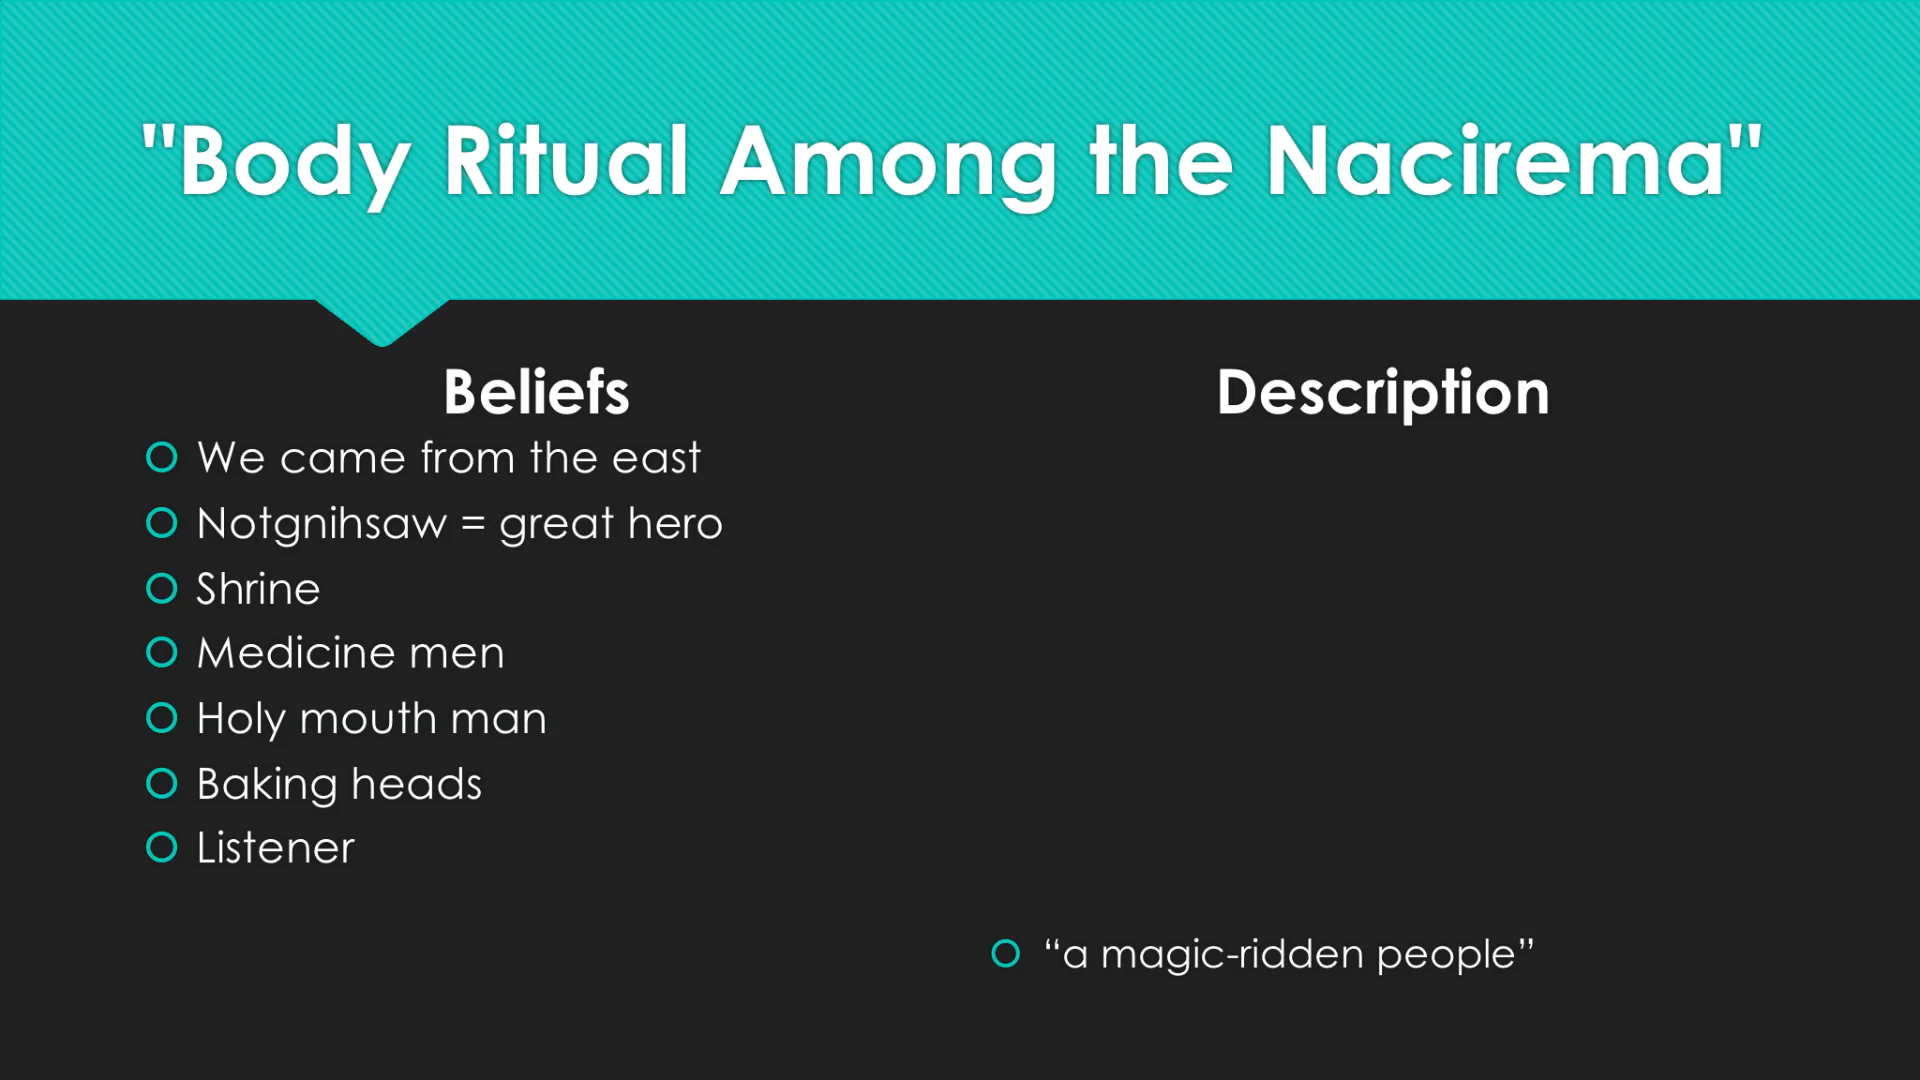 "Body Ritual Among the Nacirema"
Beliefs
We came from the east
Notgnihsaw = great hero
Shrine
Medicine men
Holy mouth man
Baking heads
Listener
Description
“a magic-ridden people”